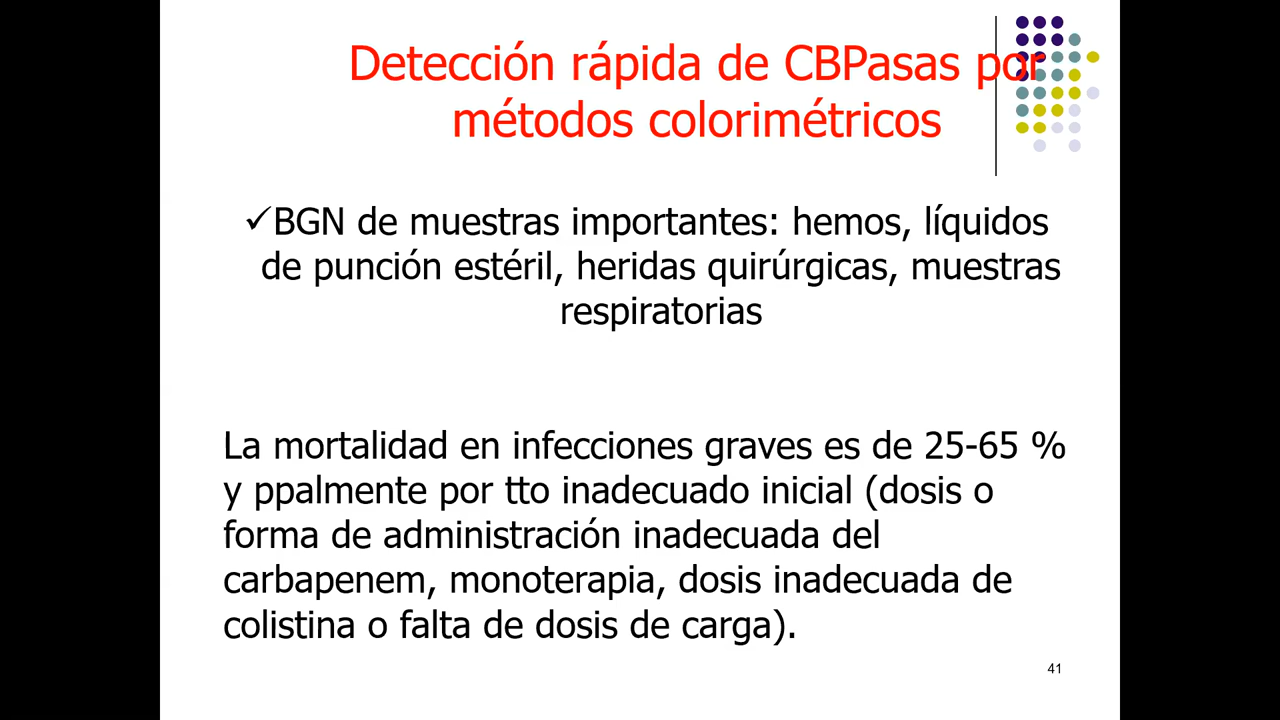 Detección rápida de CBPasas por
métodos colorimétricos
✓BGN de muestras importantes: hemos, líquidos
de punción estéril, heridas quirúrgicas, muestras
respiratorias
La mortalidad en infecciones graves es de 25-65 %
y ppalmente por tto inadecuado inicial (dosis o
forma de administración inadecuada del
carbapenem, monoterapia, dosis inadecuada de
colistina o falta de dosis de carga).
41